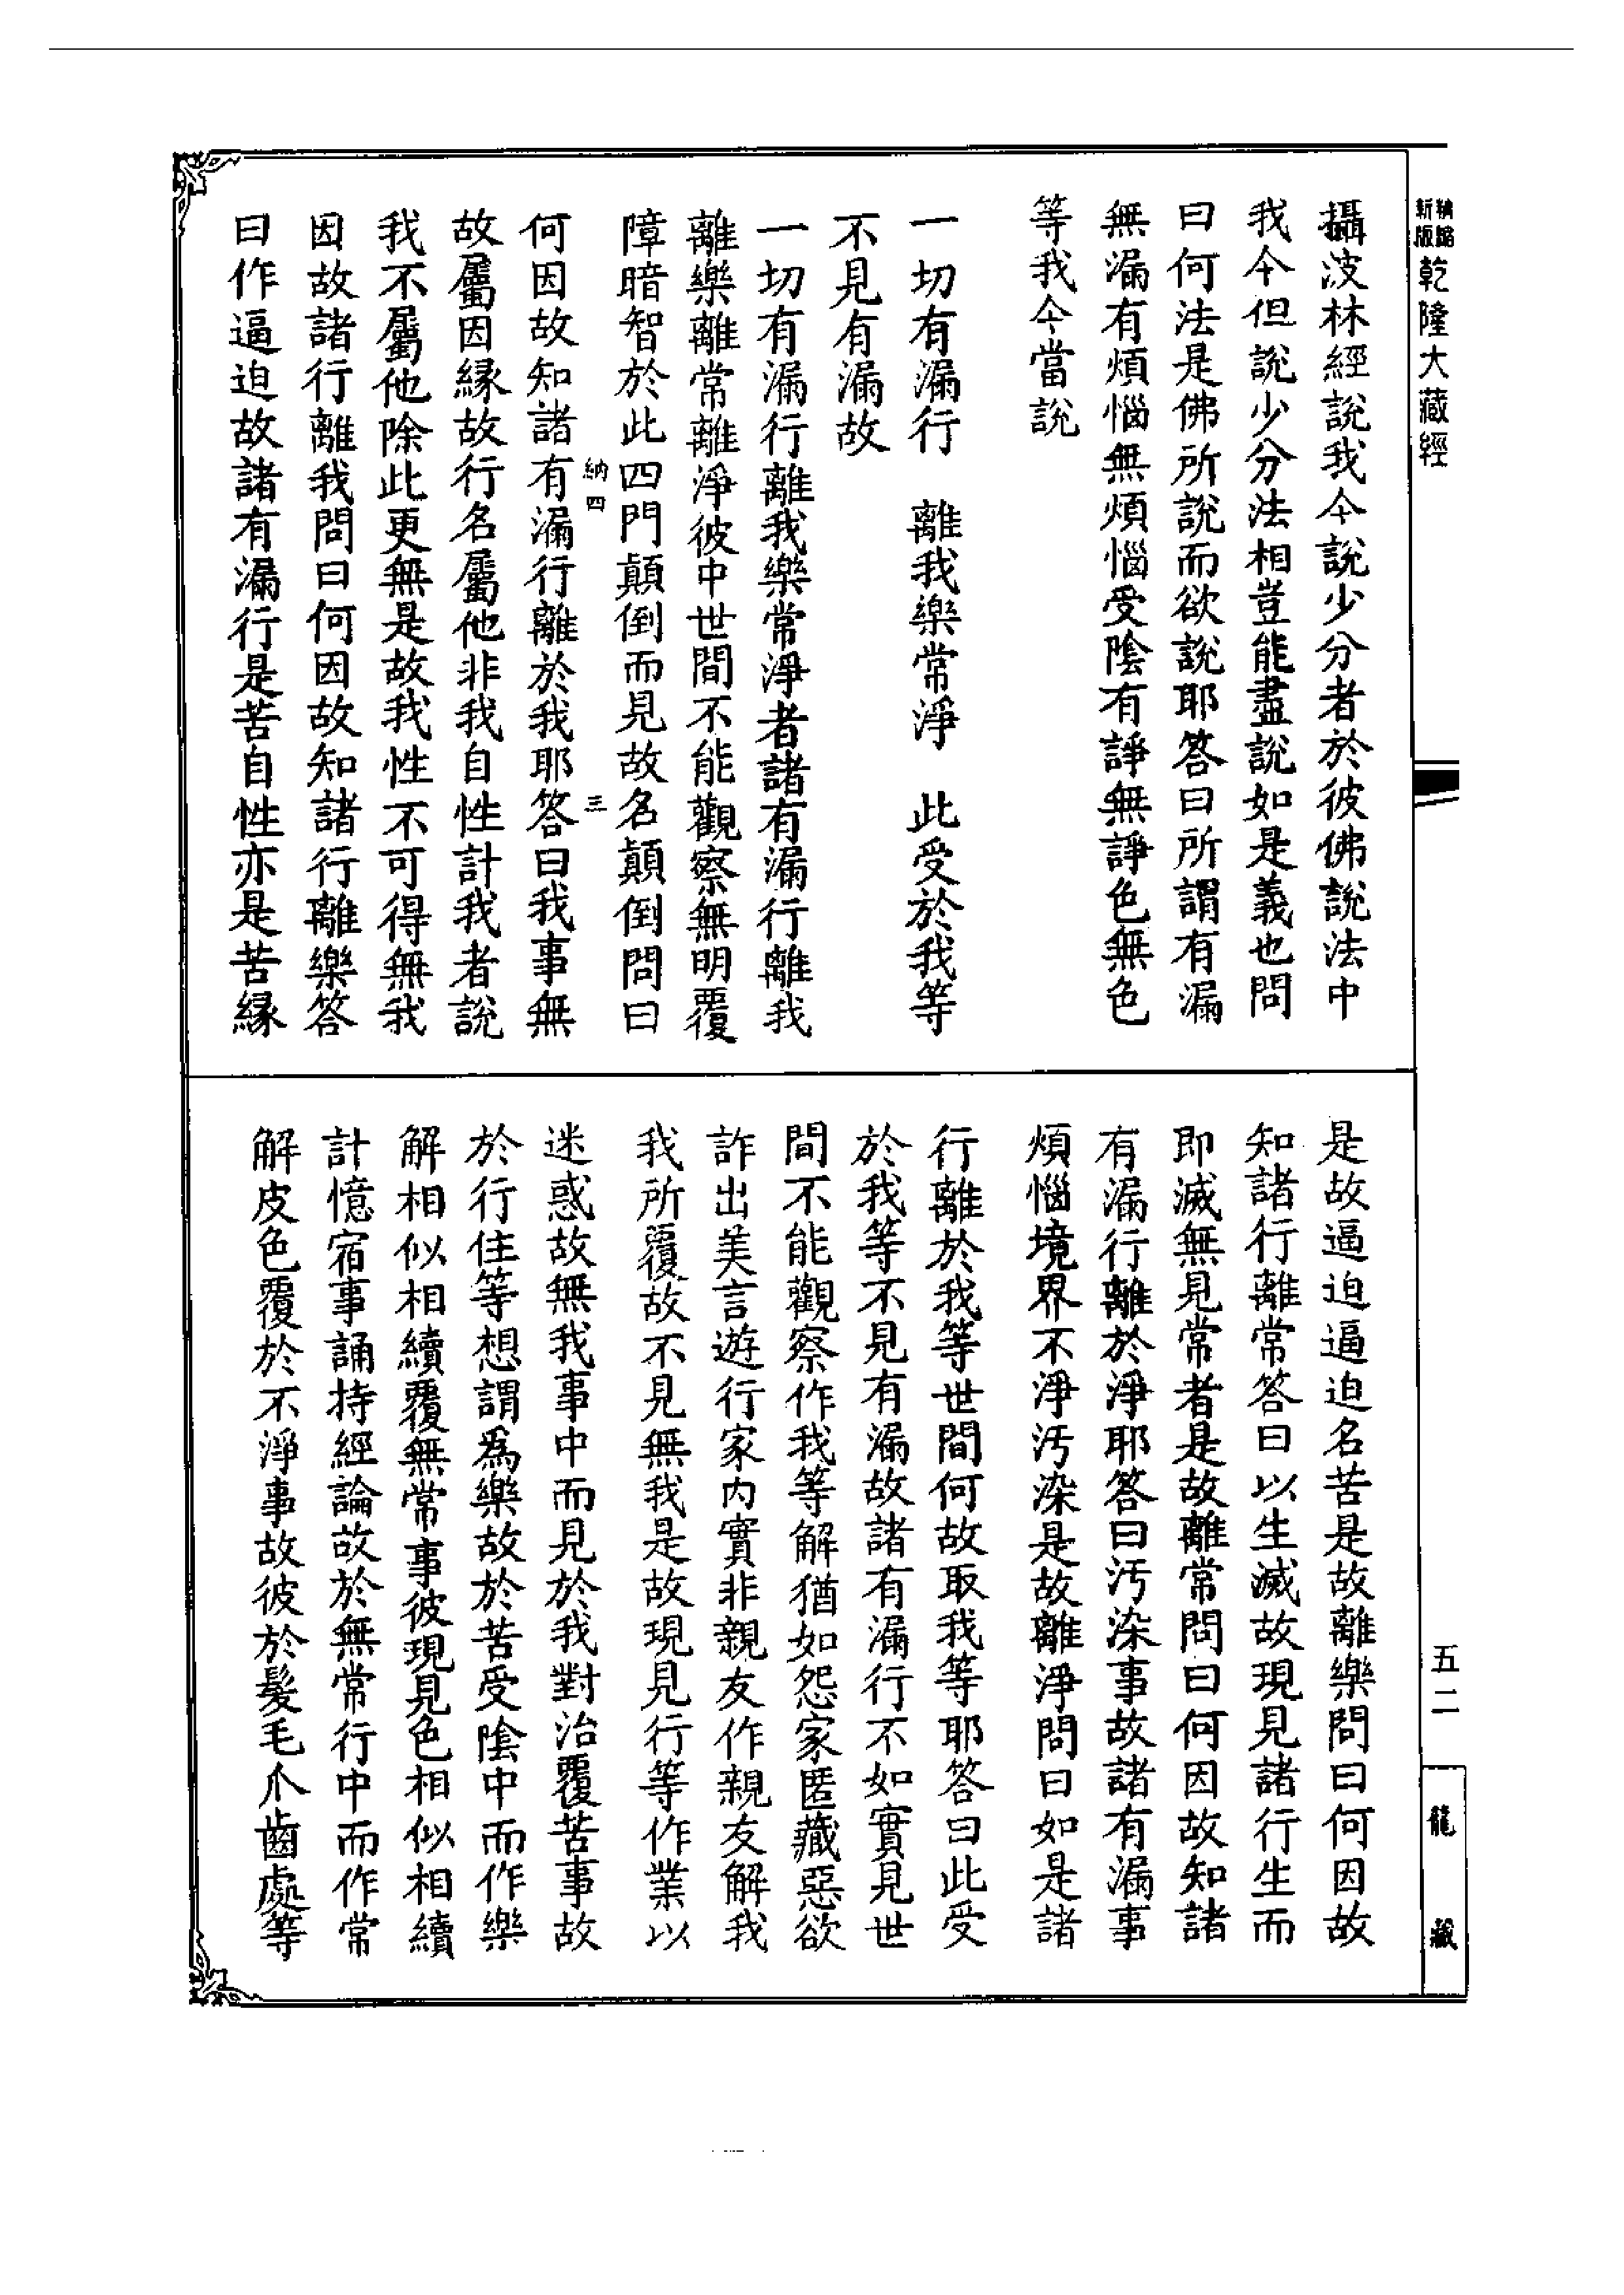 新版精縮乾隆大藏經
攝波林經說我今說少分者於彼佛說法中
我今但說少分法相豈能盡說如是義也問
曰何法是佛所說而欲說說耶答曰所謂有漏
無漏有煩惱無煩惱受陰有諍無諍色無色
等我今當說
一切有漏行　離我樂常淨　此受於我等
不見有漏故
一切有漏行離我樂常淨者諸有漏行離我
離樂離常離淨彼中世間不能觀察無明覆
障暗智於此四門顛倒而見故名顛倒問曰
納四　三
何因故知諸有漏行離於我耶答曰我事無
故屬因緣故行名屬他非我自性計我者說
我不屬他除此更無是故我性不可得無我
因故諸行離我問曰何因故知諸行離樂答
曰作逼迫故諸有漏行是苦自性亦是苦緣
是故逼迫逼迫名苦是故離樂問曰何因故
知諸行離常答曰以生滅故現見諸行生而
即滅無見常者是故離常問曰何因故知諸
有漏行離於淨耶答曰汚染事故諸有漏事
煩惱境界不淨汚染是故離淨問曰如是諸
行離於我等世間何故取我等耶答曰此受
於我等不見有漏故諸有漏行不如實見世
間不能觀察作我等解猶如怨家匿藏惡欲
詐出美言遊行家內實非親友作親友解我
我所覆故不見無我是故現見行等作業以
迷惑故無我事中而見於我對治覆苦事故
於行住等想謂爲樂故於苦受陰中而作樂
解相似相續覆無常事彼現見色相似相續
計憶宿事誦持經論故於無常行中而作常
解皮色覆於不淨事故彼於髮毛爪齒處等
五二
龍藏